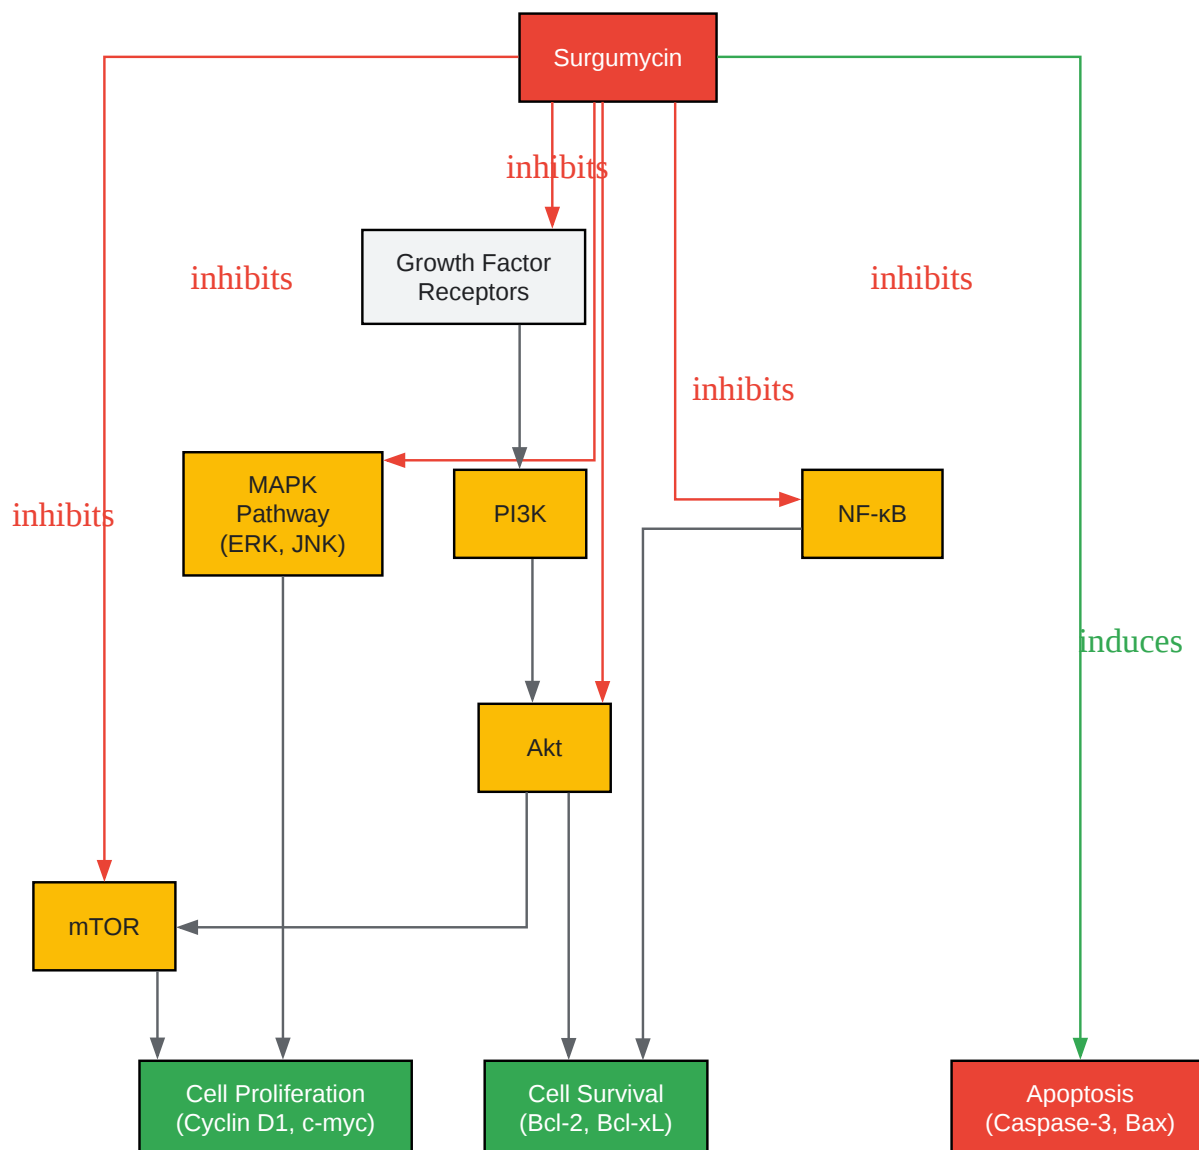 Surgumycin
inhibits
Growth Factor
Receptors
inhibits
inhibits
inhibits
MAPK
Pathway
(ERK, JNK)
PI3K
NF-κB
inhibits
induces
Akt
mTOR
Cell Proliferation
(Cyclin D1, c-myc)
Cell Survival
(Bcl-2, Bcl-xL)
Apoptosis
(Caspase-3, Bax)